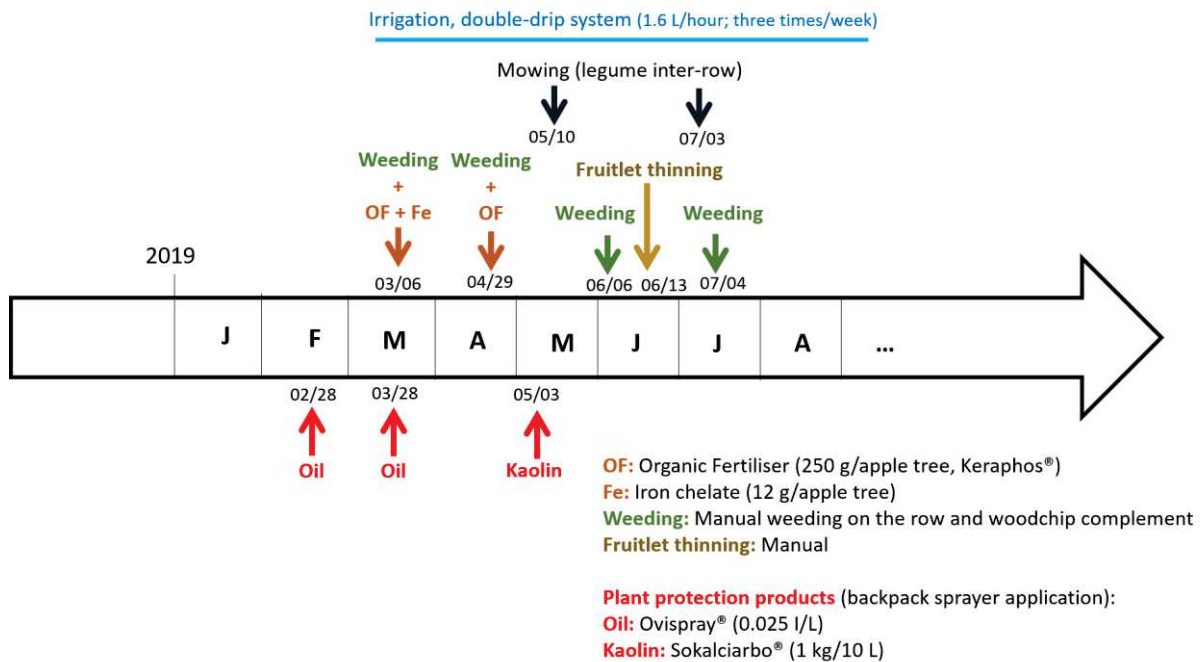 Irrigation, double-drip system (1.6 L/hour; three times/week)
Mowing (legume inter-row)
05/10 07/03
Weeding Weeding
+ +
OF + Fe OF
Fruitlet thinning
Weeding Weeding
2019
03/06 04/29 06/06 06/13 07/04
J F M A M J J A ...
02/28 03/28 05/03
Oil Oil Kaolin
OF: Organic Fertiliser (250 g/apple tree, Keraphos®)
Fe: Iron chelate (12 g/apple tree)
Weeding: Manual weeding on the row and woodchip complement
Fruitlet thinning: Manual
Plant protection products (backpack sprayer application):
Oil: Ovispray® (0.025 l/L)
Kaolin: Sokalciarbo® (1 kg/10 L)